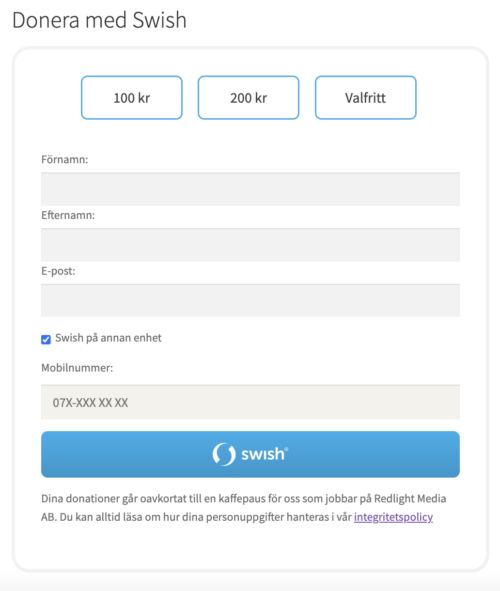 Donera med Swish
100 kr 200 kr Valfritt
Förnamn:
Efternamn:
E-post:
Swish på annan enhet
Mobilnummer:
07X-XXX XX XX
swish®
Dina donationer går oavkortat till en kaffepaus för oss som jobbar på Redlight Media
AB. Du kan alltid läsa om hur dina personuppgifter hanteras i vår integritetspolicy